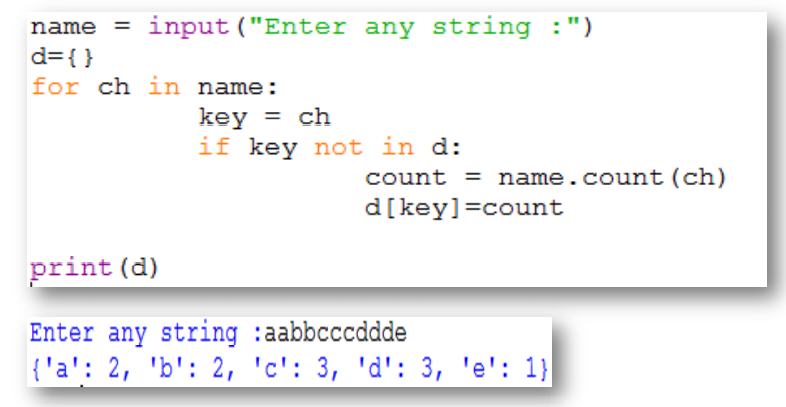 name = input("Enter any string :")
d={}
for ch in name:
key = ch
if key not in d:
count = name.count(ch)
d[key]=count
print(d)
Enter any string :aabbcccddde
{'a': 2, 'b': 2, 'c': 3, 'd': 3, 'e': 1}